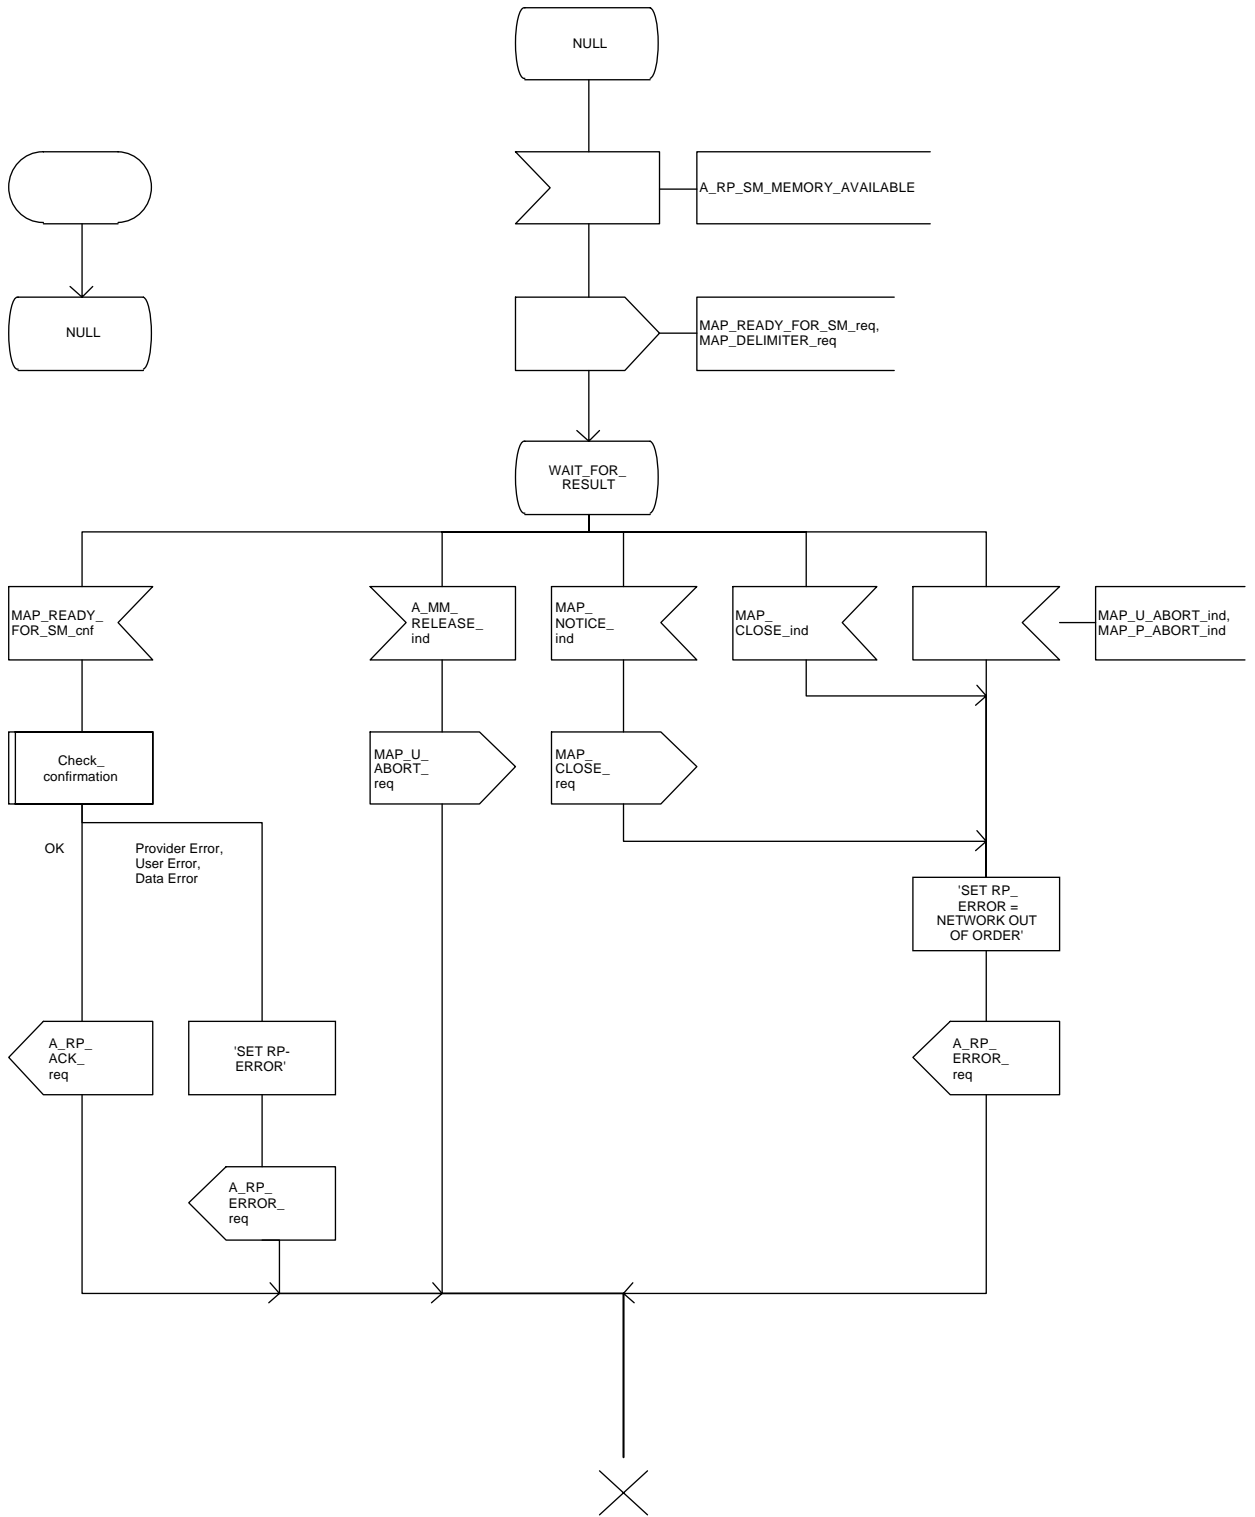 NULL
A_RP_SM_MEMORY_AVAILABLE
NULL
MAP_READY_FOR_SM_req,
MAP_DELIMITER_req
WAIT_FOR_
RESULT
MAP_READY_
FOR_SM_cnf
A_MM_
RELEASE_
ind
MAP_
NOTICE_
ind
MAP_
CLOSE_ind
MAP_U_ABORT_ind,
MAP_P_ABORT_ind
Check_
confirmation
MAP_U_
ABORT_
req
MAP_
CLOSE_
req
OK
Provider Error,
User Error,
Data Error
'SET RP_
ERROR =
NETWORK OUT
OF ORDER'
A_RP_
ACK_
req
'SET RP-
ERROR'
A_RP_
ERROR_
req
A_RP_
ERROR_
req